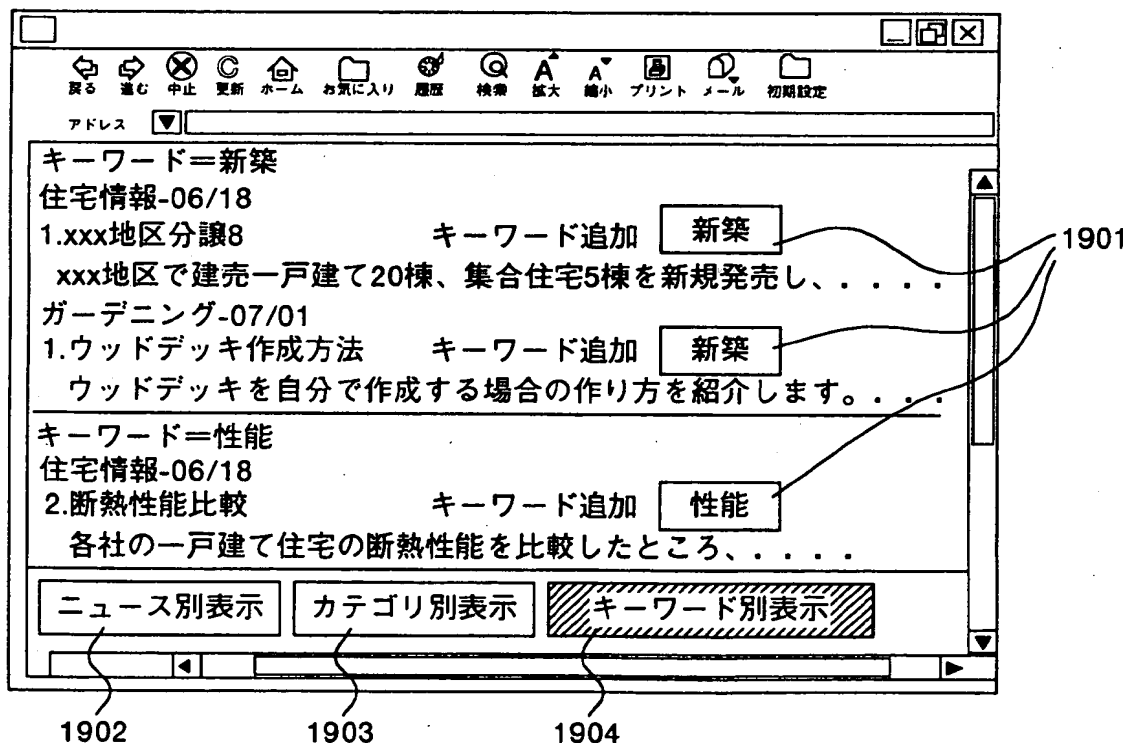 戻る 進む 中止 更新 ホーム お気に入り 履歴 検索 拡大 縮小 プリント メール 初期設定
アドレス
キーワード＝新築
住宅情報-06/18
1.xxx地区分譲8 キーワード追加 新築
xxx地区で建売一戸建て20棟、集合住宅5棟を新規発売し、. . . . .
ガーデニング-07/01
1.ウッドデッキ作成方法 キーワード追加 新築
ウッドデッキを自分で作成する場合の作り方を紹介します。. . . .
キーワード＝性能
住宅情報-06/18
2.断熱性能比較 キーワード追加 性能
各社の一戸建て住宅の断熱性能を比較したところ、. . . . .
ニュース別表示 カテゴリ別表示 キーワード別表示
1901
1902 1903 1904